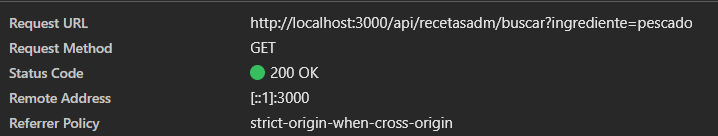 Request URL http://localhost:3000/api/recetasadm/buscar?ingrediente=pescado
Request Method GET
Status Code 200 OK
Remote Address [::1]:3000
Referrer Policy strict-origin-when-cross-origin